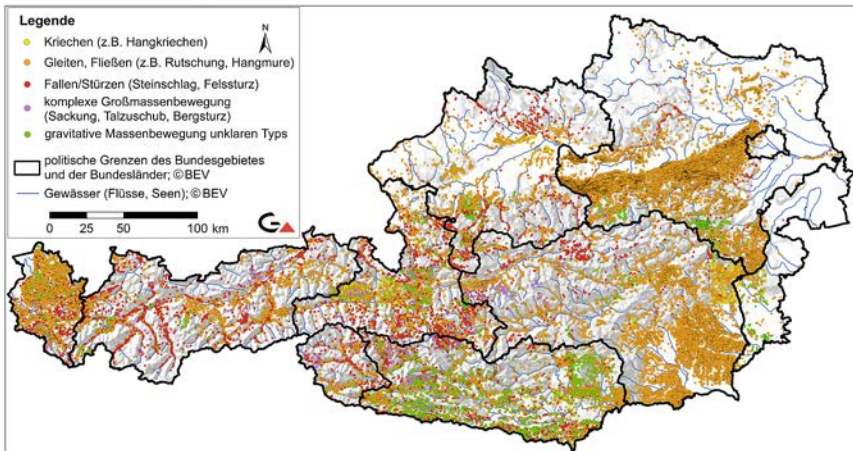 Legende
N
Kriechen (z.B. Hangkriechen)
Gleiten, Fließen (z.B. Rutschung, Hangmure)
Fallen/Stürzen (Steinschlag, Felssturz)
komplexe Großmassenbewegung
(Sackung, Talzuschub, Bergsturz)
gravitative Massenbewegung unklaren Typs
politische Grenzen des Bundesgebietes
und der Bundesländer; ©BEV
Gewässer (Flüsse, Seen); ©BEV
0 25 50 100 km